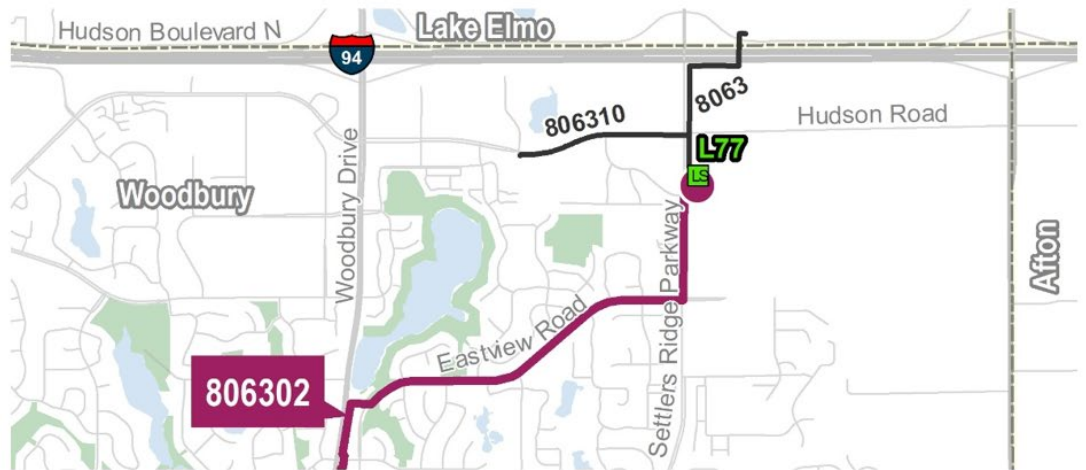 Hudson Boulevard N
Lake Elmo
94
8063
806310
Hudson Road
L77
LS
Woodbury
Woodbury Drive
Settlers Ridge Parkway
Afton
Eastview Road
806302